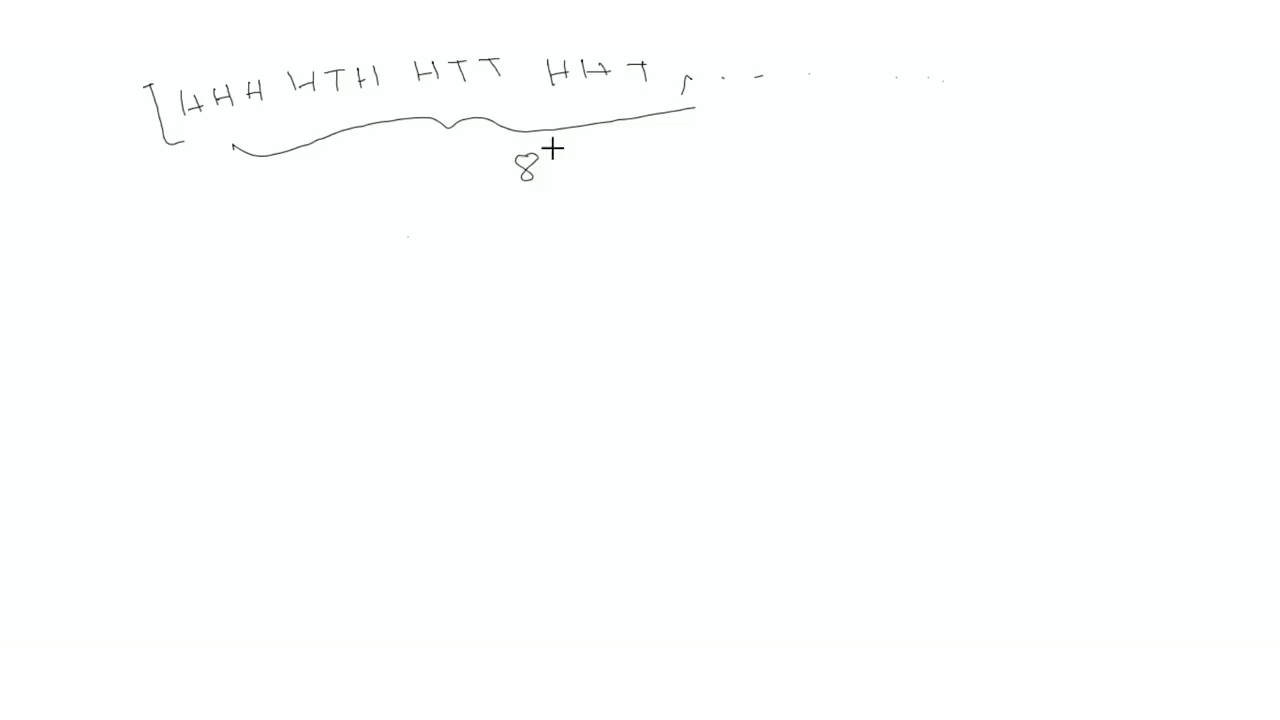 [HHH HTH HTT HHT, . . - . . . .
8